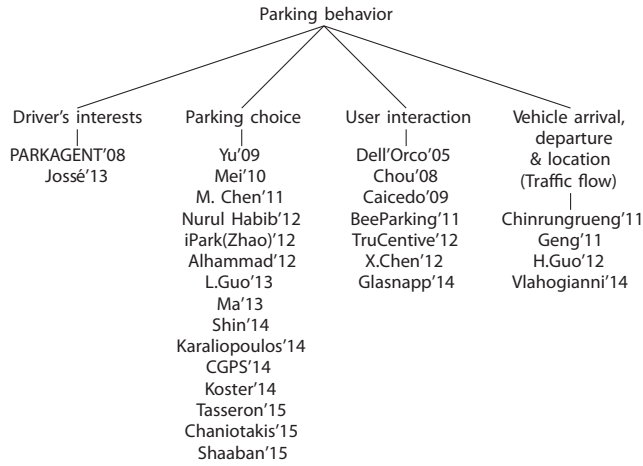 Parking behavior
Driver's interests
PARKAGENT'08
Jossé'13
Parking choice
Yu'09
Mei'10
M. Chen'11
Nurul Habib'12
iPark(Zhao)'12
Alhammad'12
L.Guo'13
Ma'13
Shin'14
Karaliopoulos'14
CGPS'14
Koster'14
Tasseron'15
Chaniotakis'15
Shaaban'15
User interaction
Dell'Orco'05
Chou'08
Caicedo'09
BeeParking'11
TruCentive'12
X.Chen'12
Glasnapp'14
Vehicle arrival,
departure
& location
(Traffic flow)
Chinrungrueng'11
Geng'11
H.Guo'12
Vlahogianni'14